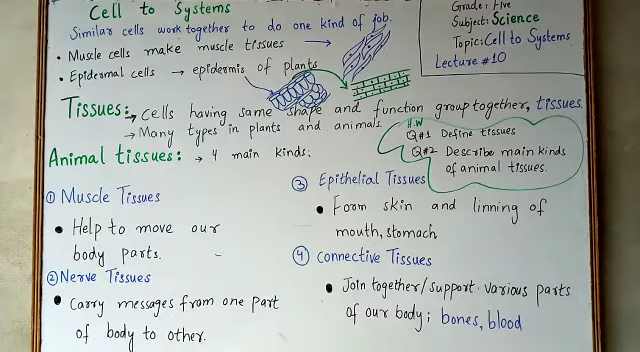 Cell to Systems
Similar cells work together to do one kind of job.
• Muscle cells make muscle tissues →
• Epidermal cells → epidermis of plants
Grade: Five
Subject: Science
Topic: Cell to Systems
Lecture #10
Tissues: → Cells having same shape and function group together, tissues.
→ Many types in plants and animals.
H.W
Q#1 Define tissues
Q#2 Describe main kinds
of animal tissues.
Animal tissues: → 4 main kinds:
① Muscle Tissues
• Help to move our
body parts.
② Nerve Tissues
• Carry messages from one part
of body to other.
③ Epithelial Tissues
• Form skin and linning of
mouth, stomach
④ Connective Tissues
• Join together/support various parts
of our body; bones, blood